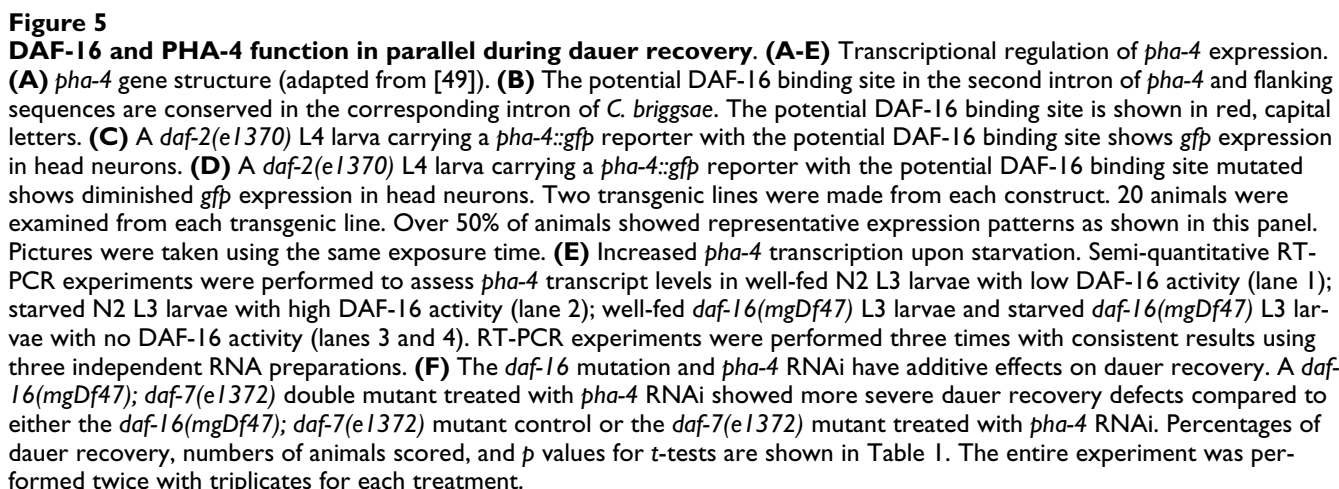 Figure 5
DAF-16 and PHA-4 function in parallel during dauer recovery. (A-E) Transcriptional regulation of pha-4 expression.
(A) pha-4 gene structure (adapted from [49]). (B) The potential DAF-16 binding site in the second intron of pha-4 and flanking
sequences are conserved in the corresponding intron of C. briggsae. The potential DAF-16 binding site is shown in red, capital
letters. (C) A daf-2(e1370) L4 larva carrying a pha-4::gfp reporter with the potential DAF-16 binding site shows gfp expression
in head neurons. (D) A daf-2(e1370) L4 larva carrying a pha-4::gfp reporter with the potential DAF-16 binding site mutated
shows diminished gfp expression in head neurons. Two transgenic lines were made from each construct. 20 animals were
examined from each transgenic line. Over 50% of animals showed representative expression patterns as shown in this panel.
Pictures were taken using the same exposure time. (E) Increased pha-4 transcription upon starvation. Semi-quantitative RT-
PCR experiments were performed to assess pha-4 transcript levels in well-fed N2 L3 larvae with low DAF-16 activity (lane 1);
starved N2 L3 larvae with high DAF-16 activity (lane 2); well-fed daf-16(mgDf47) L3 larvae and starved daf-16(mgDf47) L3 lar-
vae with no DAF-16 activity (lanes 3 and 4). RT-PCR experiments were performed three times with consistent results using
three independent RNA preparations. (F) The daf-16 mutation and pha-4 RNAi have additive effects on dauer recovery. A daf-
16(mgDf47); daf-7(e1372) double mutant treated with pha-4 RNAi showed more severe dauer recovery defects compared to
either the daf-16(mgDf47); daf-7(e1372) mutant control or the daf-7(e1372) mutant treated with pha-4 RNAi. Percentages of
dauer recovery, numbers of animals scored, and p values for t-tests are shown in Table 1. The entire experiment was per-
formed twice with triplicates for each treatment.